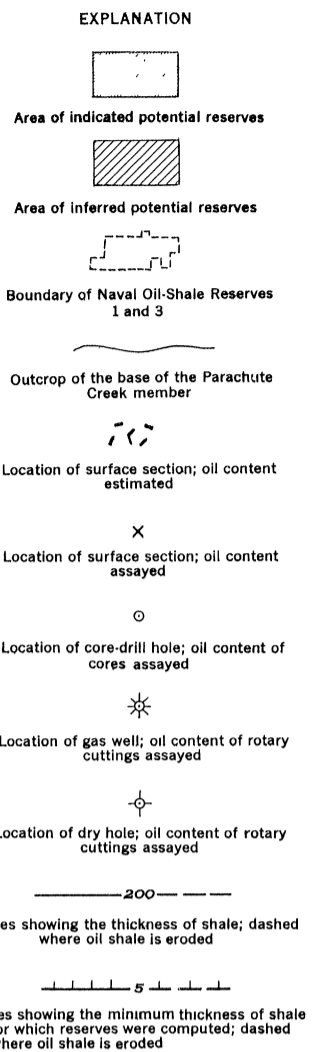 EXPLANATION
Area of indicated potential reserves
Area of inferred potential reserves
Boundary of Naval Oil-Shale Reserves
1 and 3
Outcrop of the base of the Parachute
Creek member
Location of surface section; oil content
estimated
Location of surface section; oil content
assayed
Location of core-drill hole; oil content of
cores assayed
Location of gas well; oil content of rotary
cuttings assayed
ocation of dry hole; oil content of rotary
cuttings assayed
200
es showing the thickness of shale; dashed
where oil shale is eroded
5
es showing the minimum thickness of shale
or which reserves were computed; dashed
here oil shale is eroded